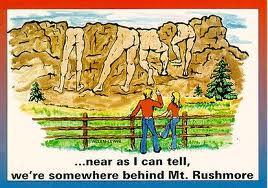 ...near as I can tell,
we're somewhere behind Mt. Rushmore